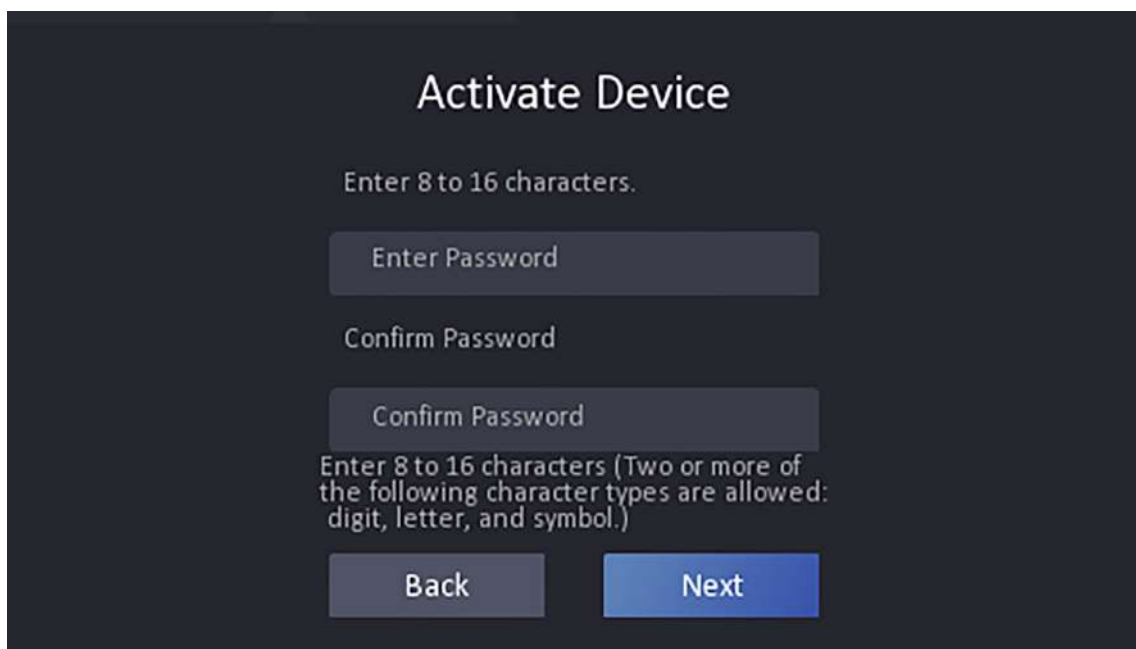 Activate Device
Enter 8 to 16 characters.
Enter Password
Confirm Password
Confirm Password
Enter 8 to 16 characters (Two or more of
the following character types are allowed:
digit, letter, and symbol.)
Back
Next